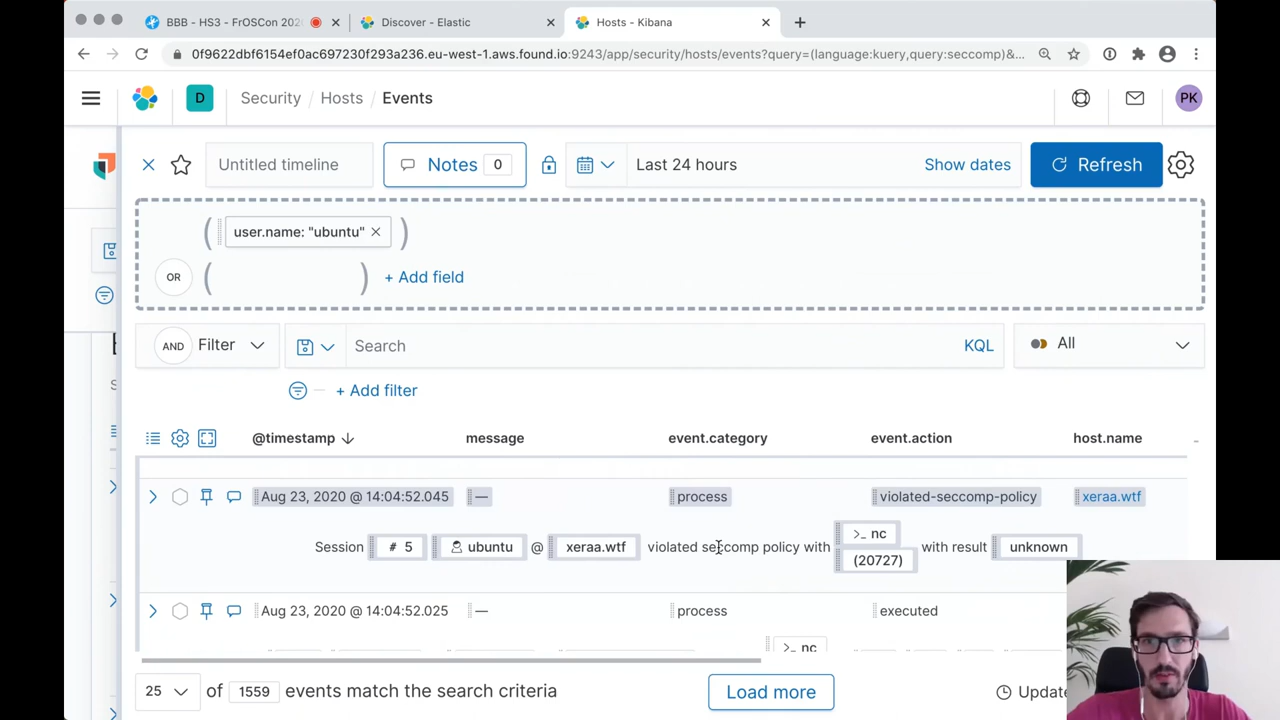 BBB - HS3 - FrOSCon 202
Discover - Elastic
Hosts - Kibana
0f9622dbf6154ef0ac697230f293a236.eu-west-1.aws.found.io:9243/app/security/hosts/events?query=(language:kuery,query:seccomp)&...
D Security Hosts Events PK
Untitled timeline Notes 0 Last 24 hours Show dates Refresh
( user.name: "ubuntu" × )
OR ( ) + Add field
AND Filter Search KQL All
+ Add filter
@timestamp message event.category event.action host.name
Aug 23, 2020 @ 14:04:52.045 — process violated-seccomp-policy xeraa.wtf
Session # 5 ubuntu @ xeraa.wtf violated seccomp policy with >_ nc (20727) with result unknown
Aug 23, 2020 @ 14:04:52.025 — process executed
>_ nc
25 of 1559 events match the search criteria Load more